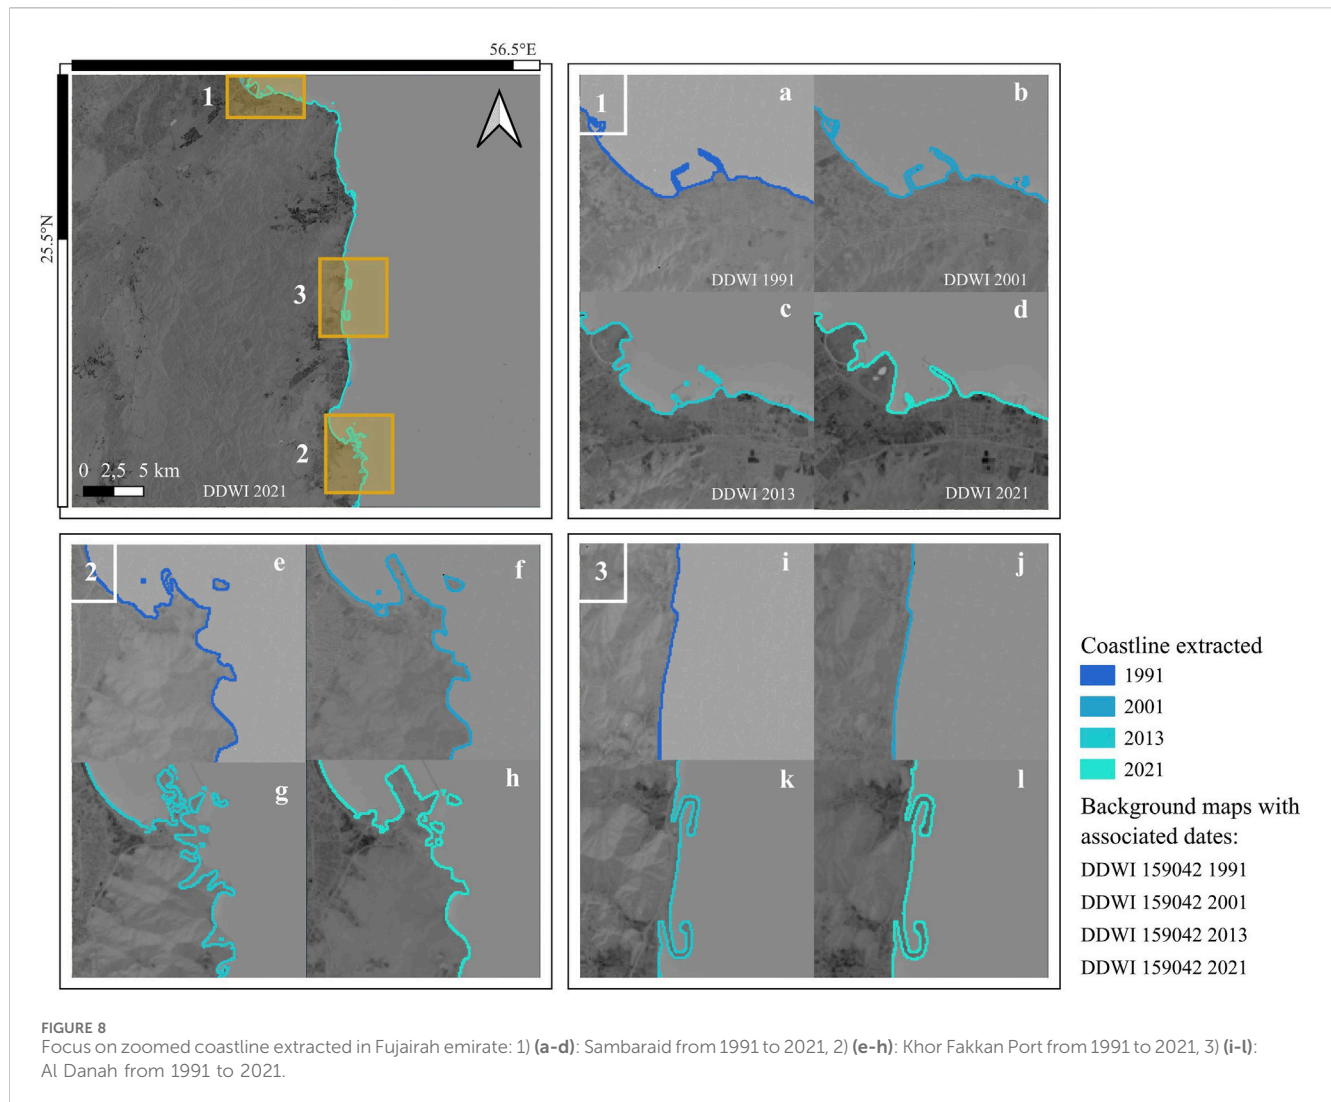 56.5°E
25.5°N
1
3
2
0 2,5 5 km
DDWI 2021
1
a
b
DDWI 1991
DDWI 2001
c
d
DDWI 2013
DDWI 2021
2
e
f
g
h
3
i
j
k
l
Coastline extracted
1991
2001
2013
2021
Background maps with
associated dates:
DDWI 159042 1991
DDWI 159042 2001
DDWI 159042 2013
DDWI 159042 2021
FIGURE 8
Focus on zoomed coastline extracted in Fujairah emirate: 1) (a-d): Sambaraid from 1991 to 2021, 2) (e-h): Khor Fakkan Port from 1991 to 2021, 3) (i-l):
Al Danah from 1991 to 2021.